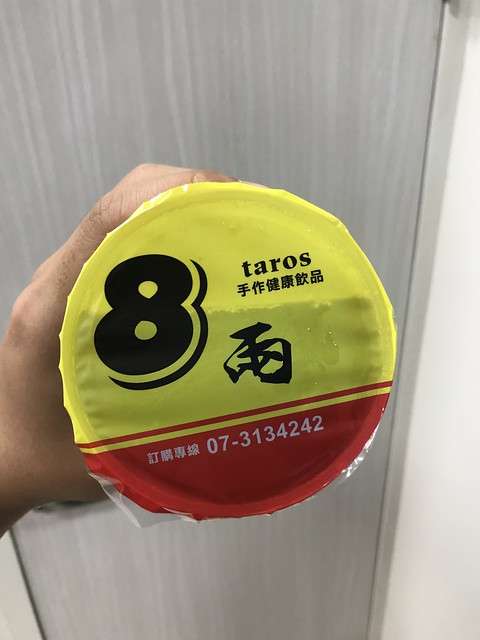 8
taros
手作健康飲品
兩
訂購專線 07-3134242